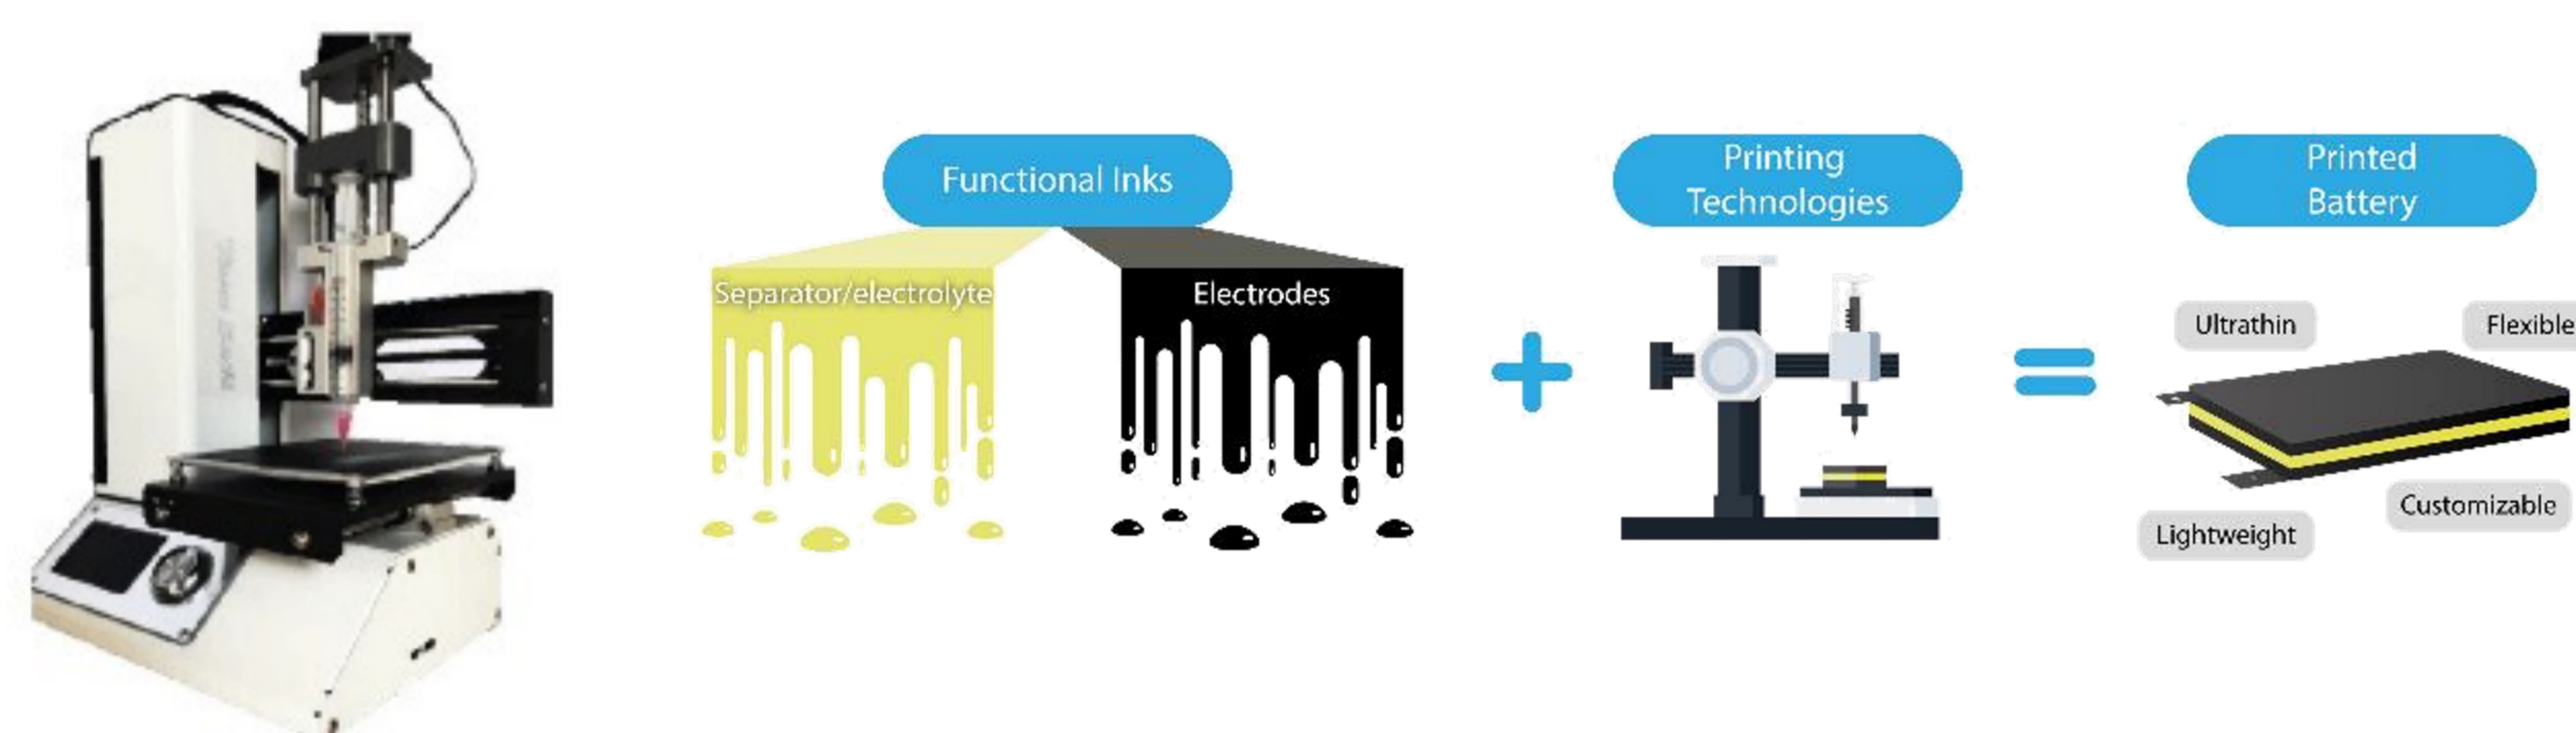 Functional Inks
Separator/electrolyte
Electrodes
Printing
Technologies
Printed
Battery
Ultrathin
Flexible
Customizable
Lightweight